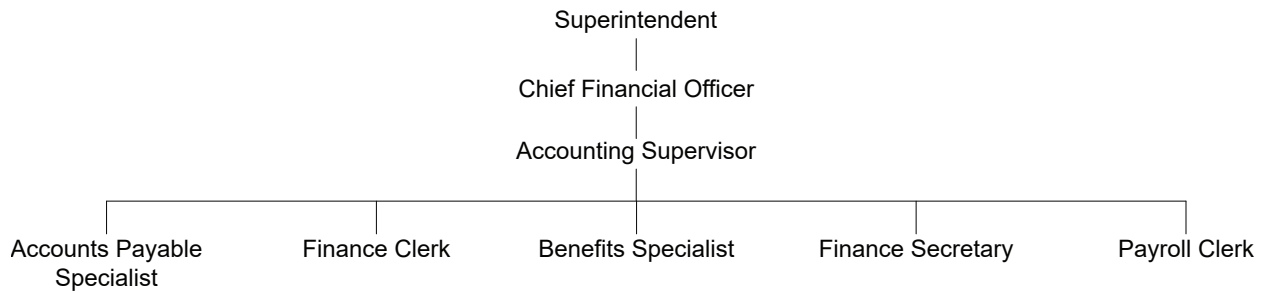 Superintendent
Chief Financial Officer
Accounting Supervisor
Accounts Payable
Specialist
Finance Clerk
Benefits Specialist
Finance Secretary
Payroll Clerk